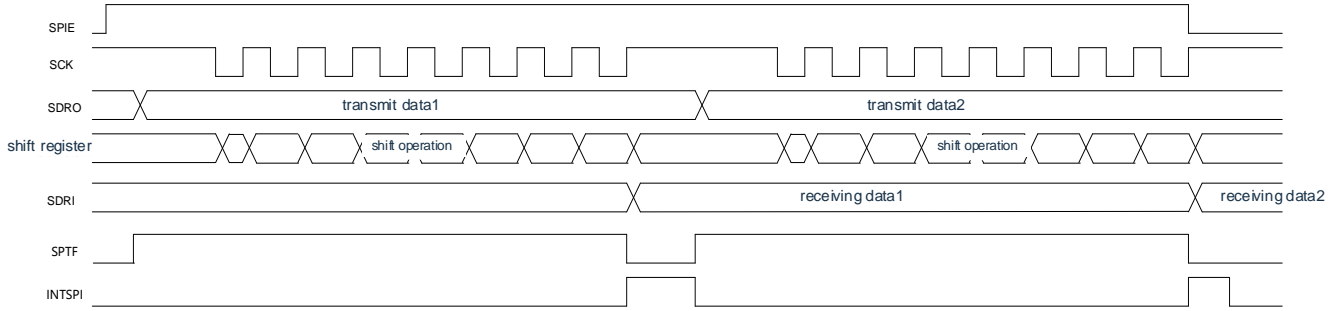 SPIE
SCK
SDRO transmit data1 transmit data2
shift register shift operation shift operation
SDRI receiving data1 receiving data2
SPTF
INTSPI